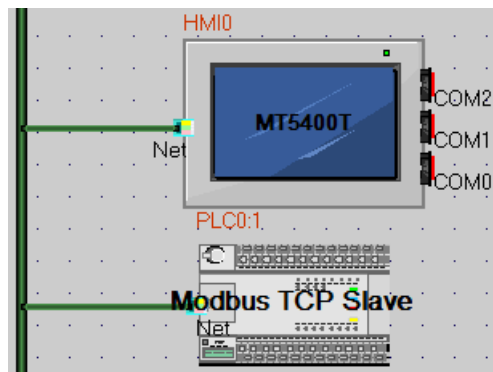 HMI0
MT5400T
COM2
COM1
COM0
Net
PLC0:1
Modbus TCP Slave
Net